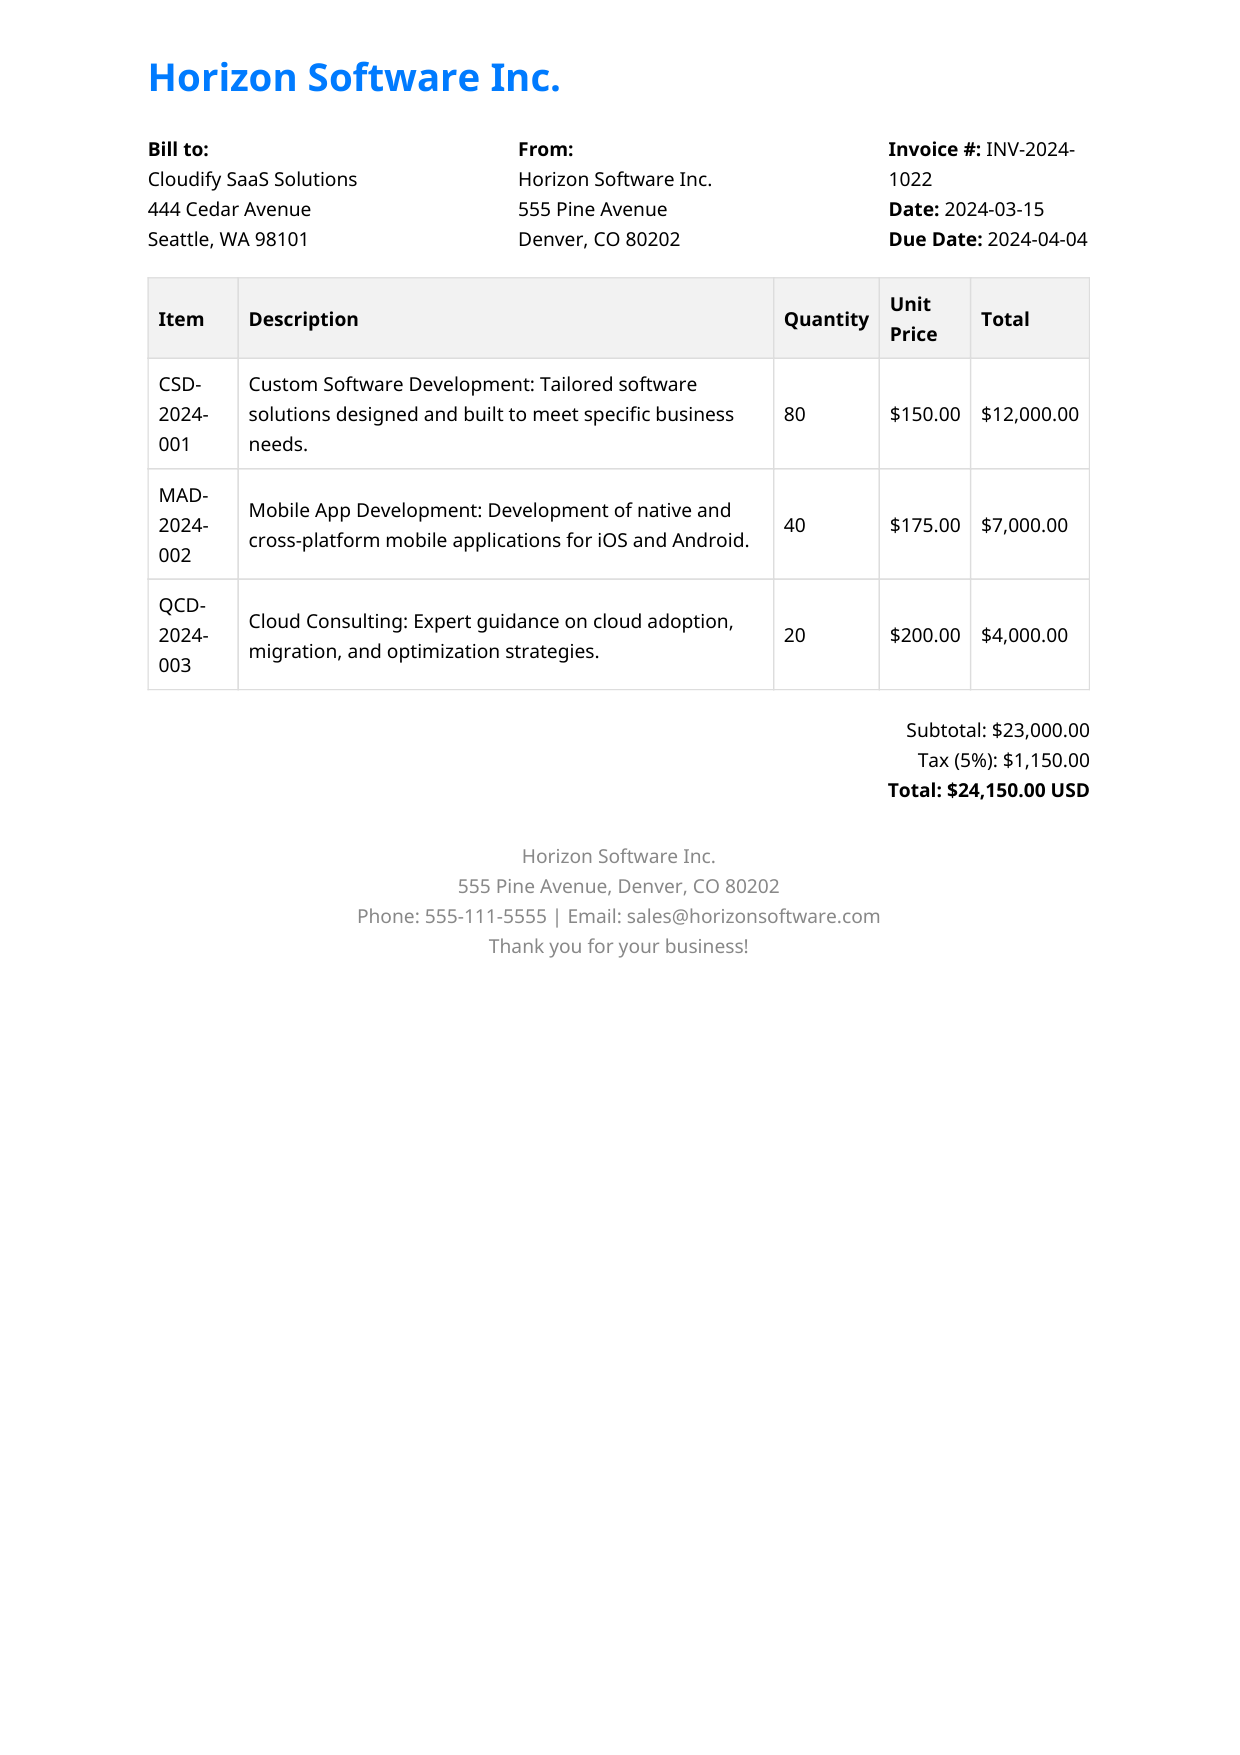 Horizon Software Inc.
Bill to:
Cloudify SaaS Solutions
444 Cedar Avenue
Seattle, WA 98101
From:
Horizon Software Inc.
555 Pine Avenue
Denver, CO 80202
Invoice #: INV-2024-
1022
Date: 2024-03-15
Due Date: 2024-04-04
Item Description Quantity Unit Price Total
CSD-
2024-
001
Custom Software Development: Tailored software
solutions designed and built to meet specific business
needs.
80
$150.00
$12,000.00
MAD-
2024-
002
Mobile App Development: Development of native and
cross-platform mobile applications for iOS and Android.
40
$175.00
$7,000.00
QCD-
2024-
003
Cloud Consulting: Expert guidance on cloud adoption,
migration, and optimization strategies.
20
$200.00
$4,000.00
Subtotal: $23,000.00
Tax (5%): $1,150.00
Total: $24,150.00 USD
Horizon Software Inc.
555 Pine Avenue, Denver, CO 80202
Phone: 555-111-5555 | Email: sales@horizonsoftware.com
Thank you for your business!